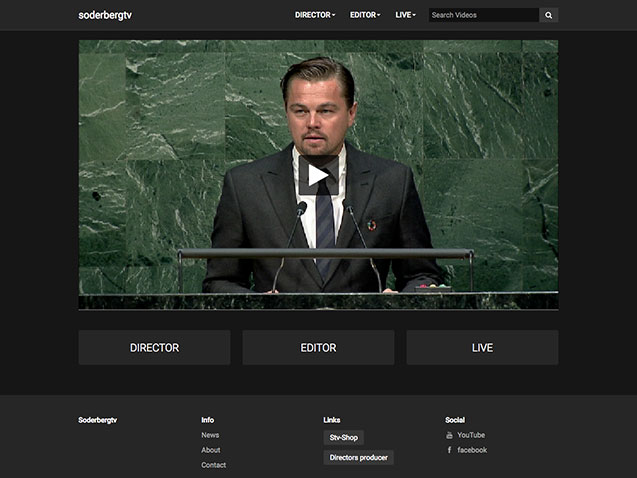 soderbergtv DIRECTOR EDITOR LIVE Search Videos
DIRECTOR EDITOR LIVE
Soderbergtv Info Links Social
News Stv-Shop YouTube
About Directors producer facebook
Contact